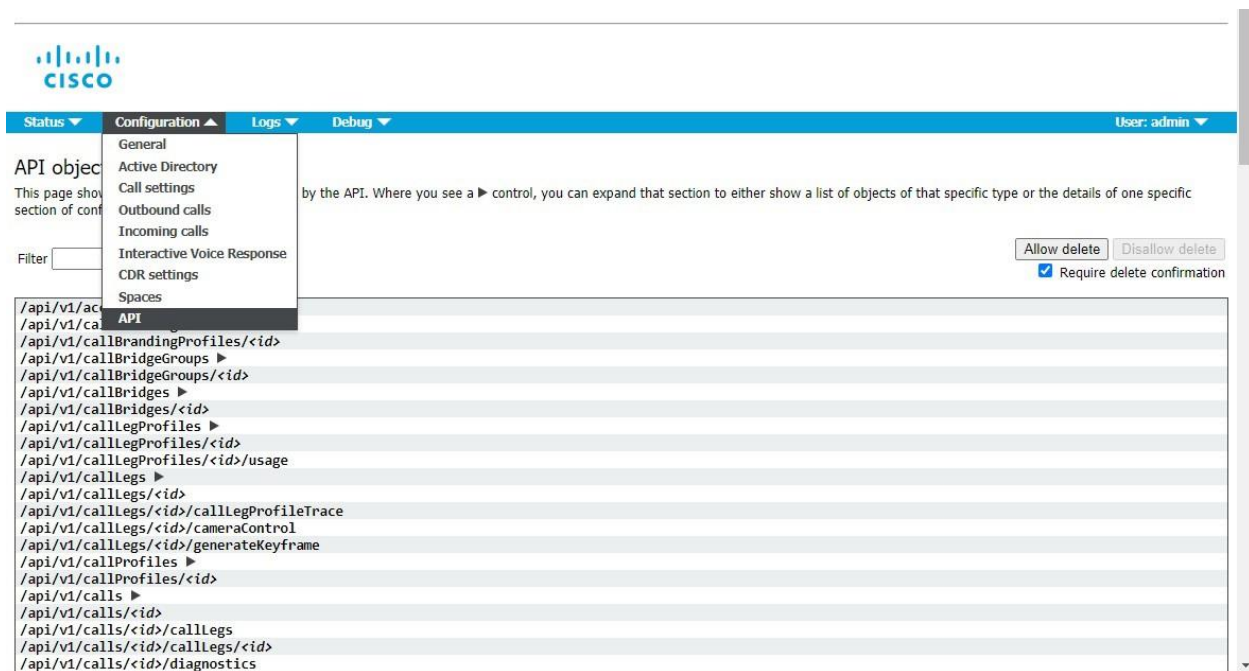 CISCO
Status Configuration Logs Debug User: admin
General
Active Directory
Call settings
Outbound calls
Incoming calls
Interactive Voice Response
CDR settings
Spaces
API
API objec
This page show by the API. Where you see a ▶ control, you can expand that section to either show a list of objects of that specific type or the details of one specific
section of conf
Filter
Allow delete Disallow delete
Require delete confirmation
/api/v1/ac
/api/v1/ca
/api/v1/callBrandingProfiles/<id>
/api/v1/callBridgeGroups ▶
/api/v1/callBridgeGroups/<id>
/api/v1/callBridges ▶
/api/v1/callBridges/<id>
/api/v1/callLegProfiles ▶
/api/v1/callLegProfiles/<id>
/api/v1/callLegProfiles/<id>/usage
/api/v1/callLegs ▶
/api/v1/callLegs/<id>
/api/v1/callLegs/<id>/callLegProfileTrace
/api/v1/callLegs/<id>/cameraControl
/api/v1/callLegs/<id>/generateKeyframe
/api/v1/callProfiles ▶
/api/v1/callProfiles/<id>
/api/v1/calls ▶
/api/v1/calls/<id>
/api/v1/calls/<id>/callLegs
/api/v1/calls/<id>/callLegs/<id>
/api/v1/calls/<id>/diagnostics